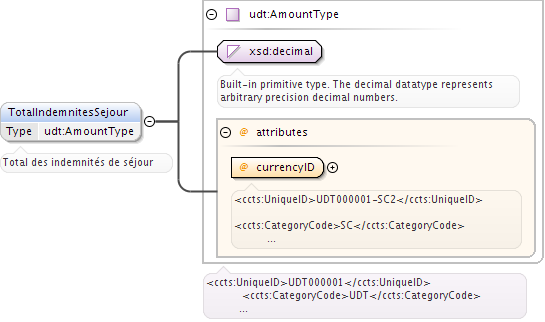 udt:AmountType
xsd:decimal
Built-in primitive type. The decimal datatype represents
arbitrary precision decimal numbers.
TotalIndemnitesSejour
Type udt:AmountType
Total des indemnités de séjour
@ attributes
@ currencyID
<ccts:UniqueID>UDT000001-SC2</ccts:UniqueID>
<ccts:CategoryCode>SC</ccts:CategoryCode>
...
<ccts:UniqueID>UDT000001</ccts:UniqueID>
<ccts:CategoryCode>UDT</ccts:CategoryCode>
...